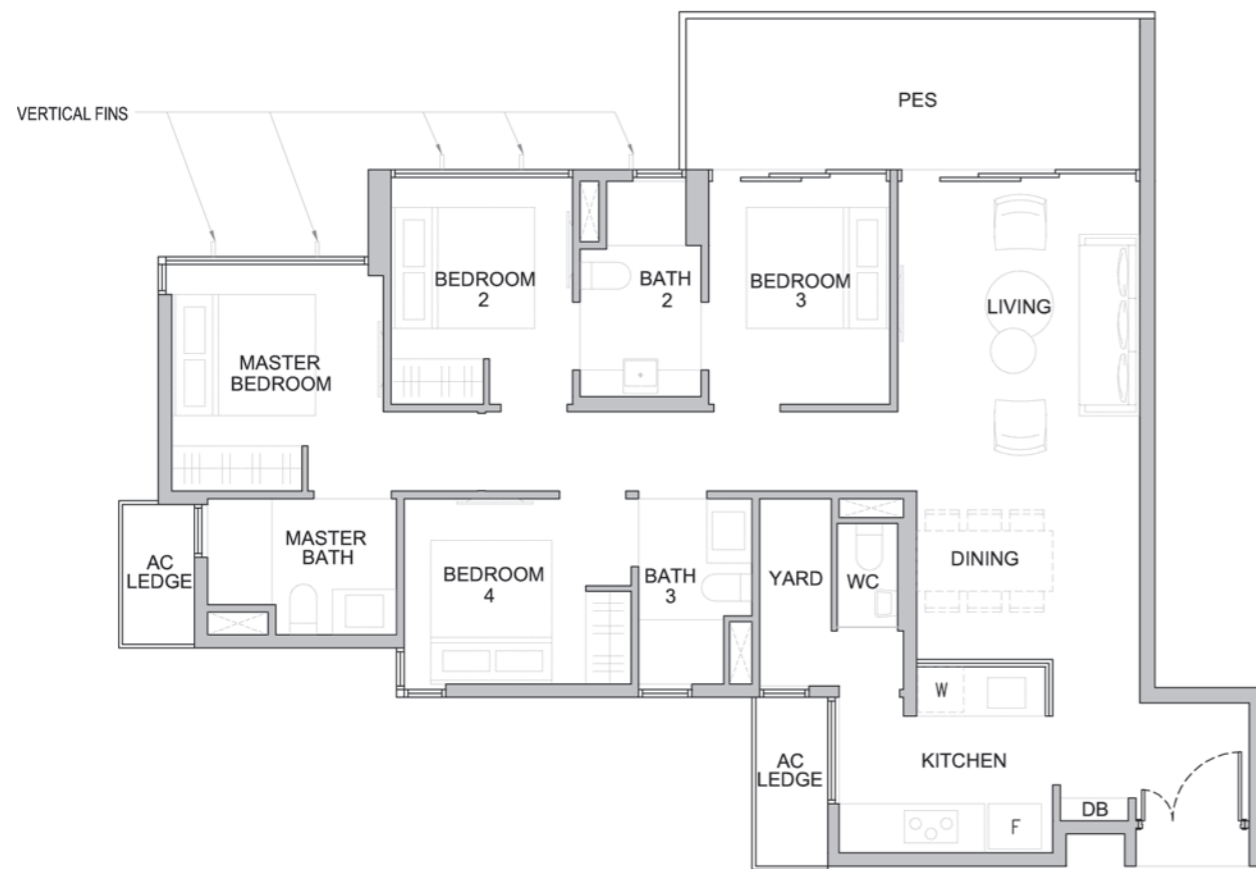 PES
VERTICAL FINS
BEDROOM
2
BATH
2
BEDROOM
3
LIVING
MASTER
BEDROOM
MASTER
BATH
AC
LEDGE
BEDROOM
4
BATH
3
YARD
WC
DINING
W
KITCHEN
AC
LEDGE
DB
F